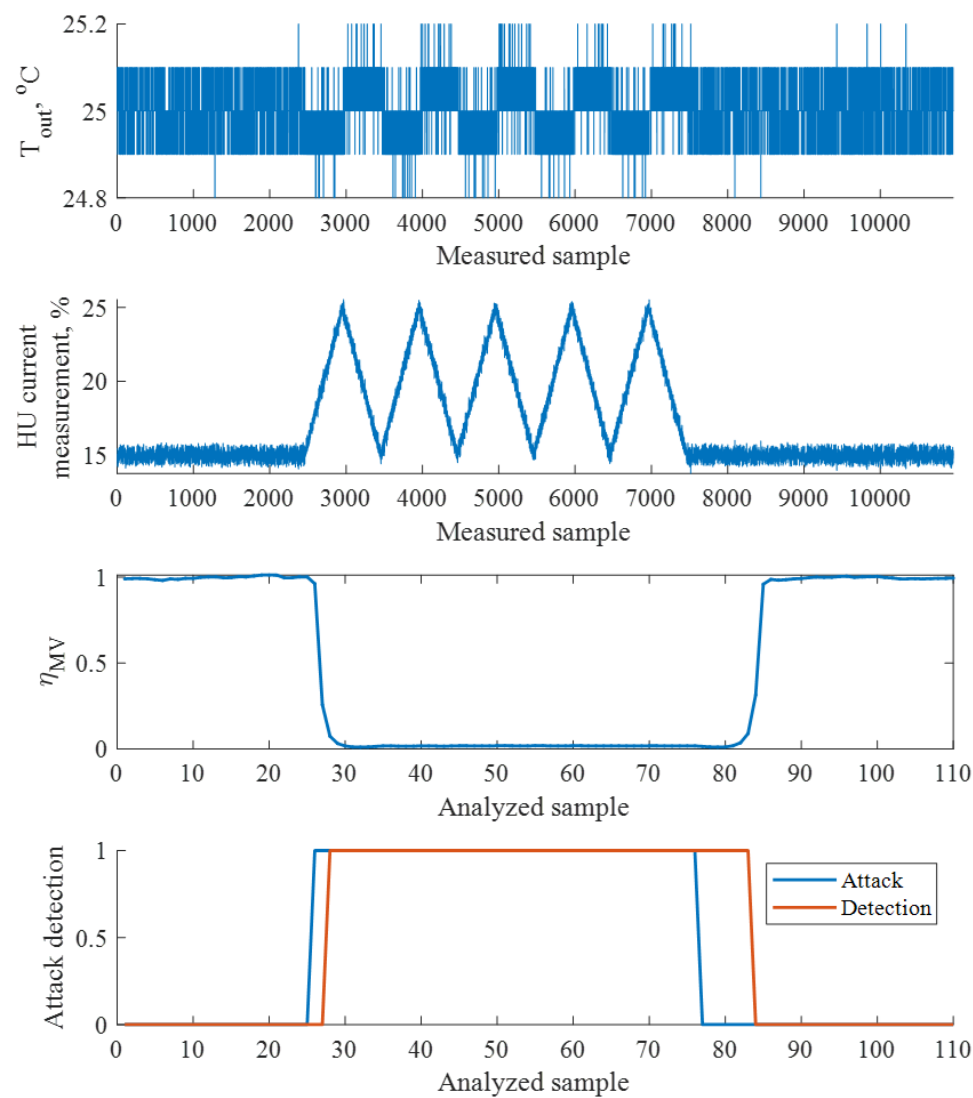 25.2
25
24.8
T_out, °C
0 1000 2000 3000 4000 5000 6000 7000 8000 9000 10000
Measured sample
25
20
15
HU current
measurement, %
0 1000 2000 3000 4000 5000 6000 7000 8000 9000 10000
Measured sample
1
0.5
0
η_MV
0 10 20 30 40 50 60 70 80 90 100 110
Analyzed sample
1
0.5
0
Attack detection
Attack
Detection
0 10 20 30 40 50 60 70 80 90 100 110
Analyzed sample